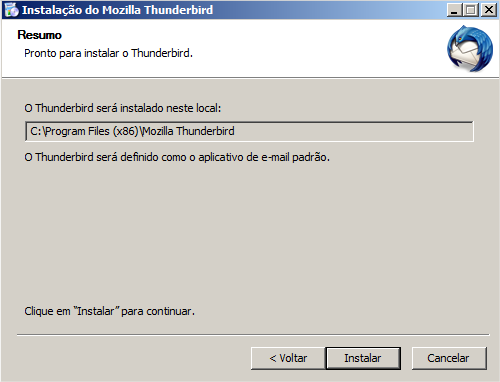 Instalação do Mozilla Thunderbird
Resumo
Pronto para instalar o Thunderbird.
O Thunderbird será instalado neste local:
C:\Program Files (x86)\Mozilla Thunderbird
O Thunderbird será definido como o aplicativo de e-mail padrão.
Clique em “Instalar” para continuar.
< Voltar Instalar Cancelar